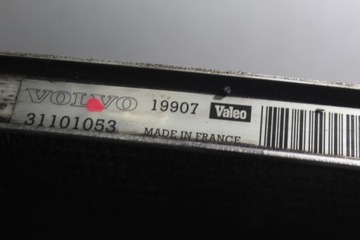 VOLVO 19907 Valeo
31101053 MADE IN FRANCE